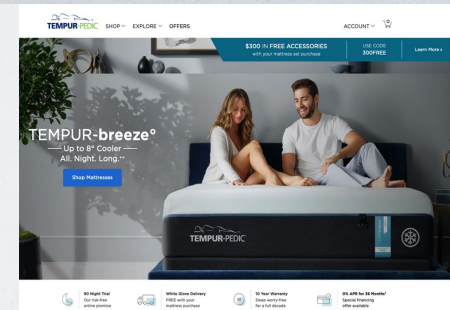 TEMPUR-PEDIC
SHOP
EXPLORE
OFFERS
ACCOUNT
0
$300 IN FREE ACCESSORIES
with your mattress set purchase
USE CODE
300FREE
Learn More
TEMPUR-breeze°
Up to 8° Cooler
All. Night. Long.**
Shop Mattresses
TEMPUR-PEDIC
90 Night Trial
Our risk-free
online promise
White Glove Delivery
FREE with your
mattress purchase
10
10 Year Warranty
Sleep worry-free
for a full decade
0% APR for 36 Months†
Special financing
offer available